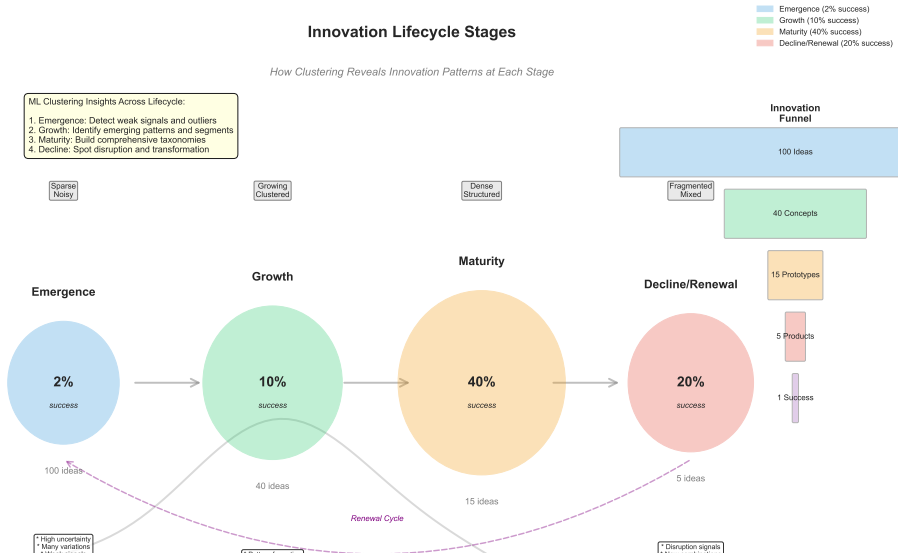 Innovation Lifecycle Stages
How Clustering Reveals Innovation Patterns at Each Stage
Emergence (2% success)
Growth (10% success)
Maturity (40% success)
Decline/Renewal (20% success)
ML Clustering Insights Across Lifecycle:
1. Emergence: Detect weak signals and outliers
2. Growth: Identify emerging patterns and segments
3. Maturity: Build comprehensive taxonomies
4. Decline: Spot disruption and transformation
Innovation
Funnel
100 Ideas
40 Concepts
15 Prototypes
5 Products
1 Success
Sparse
Noisy
Growing
Clustered
Dense
Structured
Fragmented
Mixed
Emergence
Growth
Maturity
Decline/Renewal
2%
success
10%
success
40%
success
20%
success
100 ideas
40 ideas
15 ideas
5 ideas
Renewal Cycle
* High uncertainty
* Many variations
* Disruption signals